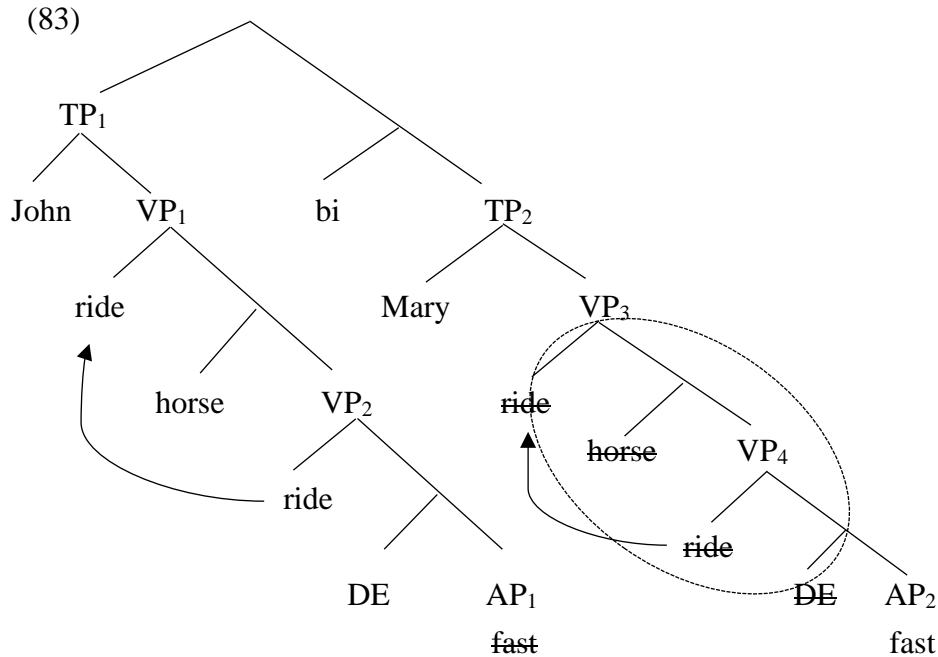 (83)
TP₁
John VP₁ bi TP₂
ride Mary VP₃
horse VP₂ ride
horse VP₄
ride
ride
DE AP₁ DE AP₂
fast fast